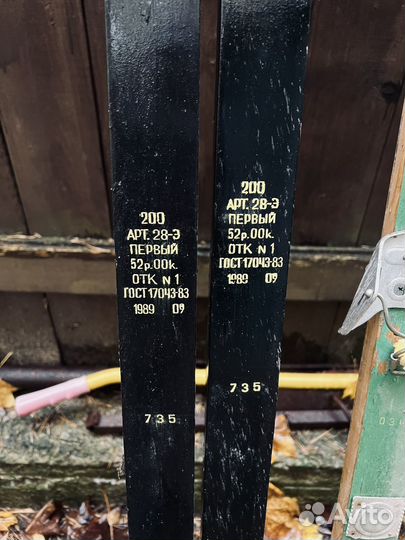 200
АРТ. 28-Э
ПЕРВЫЙ
52р.00к.
ОТК N 1
ГОСТ 17043-83
1989 09
735
200
АРТ. 28-Э
ПЕРВЫЙ
52р.00к.
ОТК N 1
ГОСТ 17043-83
1989 09
735
Avito